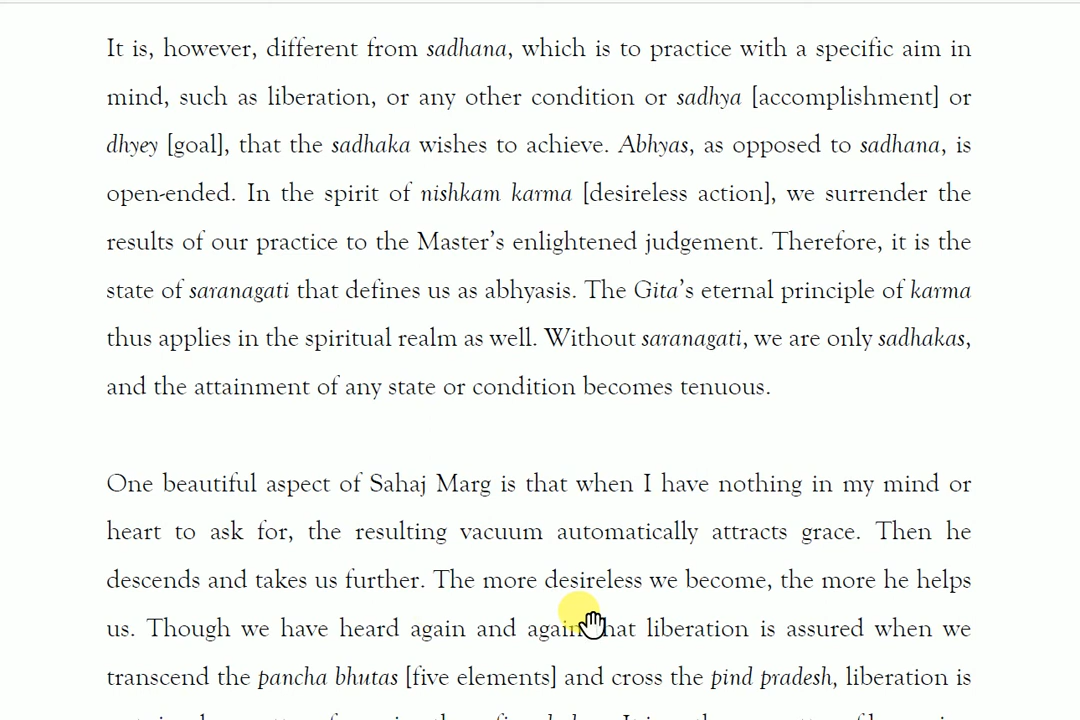 It is, however, different from sadhana, which is to practice with a specific aim in
mind, such as liberation, or any other condition or sadhya [accomplishment] or
dhyey [goal], that the sadhaka wishes to achieve. Abhyas, as opposed to sadhana, is
open-ended. In the spirit of nishkam karma [desireless action], we surrender the
results of our practice to the Master's enlightened judgement. Therefore, it is the
state of saranagati that defines us as abhyasis. The Gita's eternal principle of karma
thus applies in the spiritual realm as well. Without saranagati, we are only sadhakas,
and the attainment of any state or condition becomes tenuous.
One beautiful aspect of Sahaj Marg is that when I have nothing in my mind or
heart to ask for, the resulting vacuum automatically attracts grace. Then he
descends and takes us further. The more desireless we become, the more he helps
us. Though we have heard again and again that liberation is assured when we
transcend the pancha bhutas [five elements] and cross the pind pradesh, liberation is